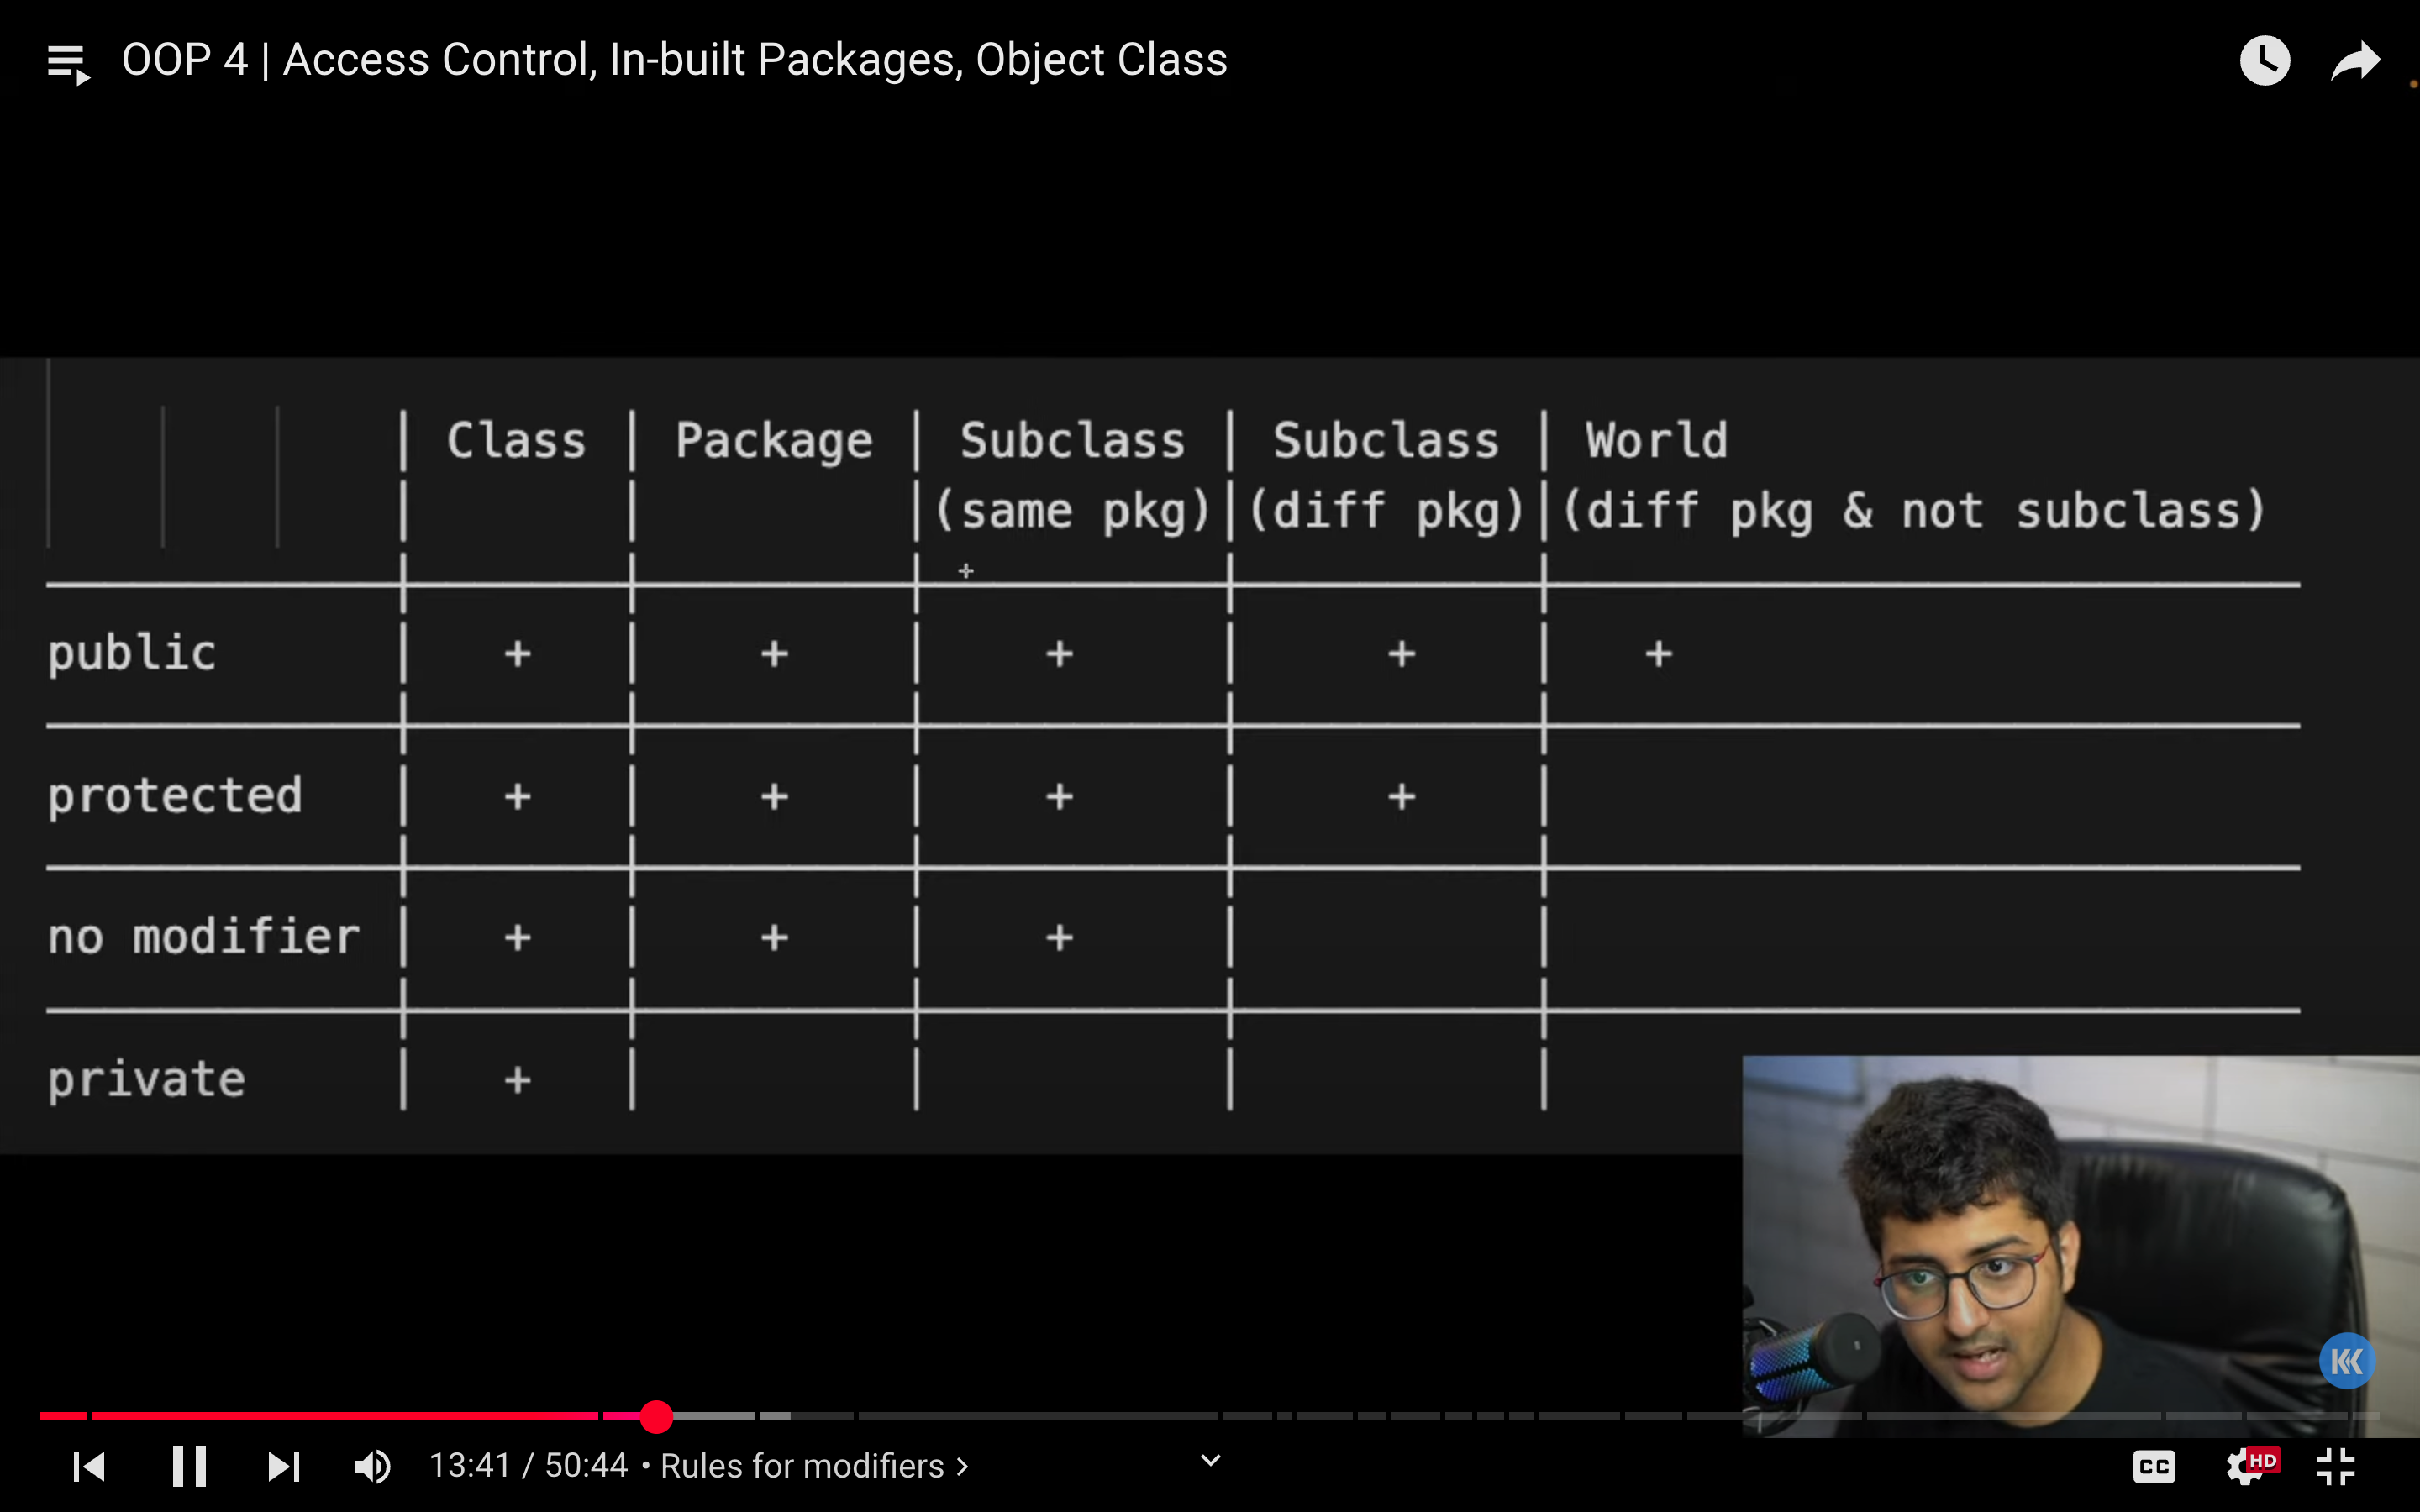 OOP 4 | Access Control, In-built Packages, Object Class
| Class | Package | Subclass | Subclass | World
| | |(same pkg)|(diff pkg)|(diff pkg & not subclass)
public | + | + | + | + | +
protected | + | + | + | + |
no modifier | + | + | + | |
private | + | | | |
KK
13:41 / 50:44 • Rules for modifiers >
CC
HD